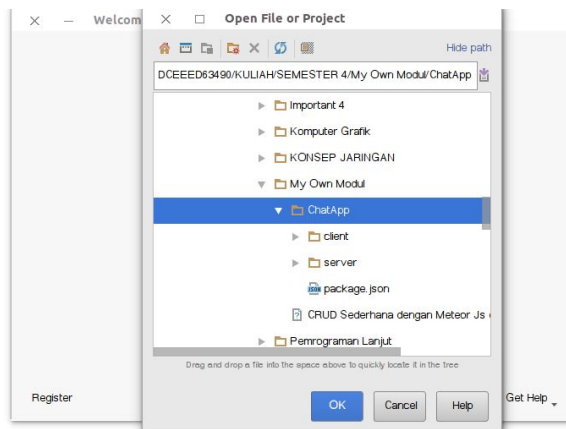 Welcom
Open File or Project
Hide path
DCEEED63490/KULIAH/SEMESTER 4/My Own Modul/ChatApp
Important 4
Komputer Grafik
KONSEP JARINGAN
My Own Modul
ChatApp
client
server
package.json
CRUD Sederhana dengan Meteor Js
Pemrograman Lanjut
Drag and drop a file into the space above to quickly locate it in the tree
Register
OK
Cancel
Help
Get Help